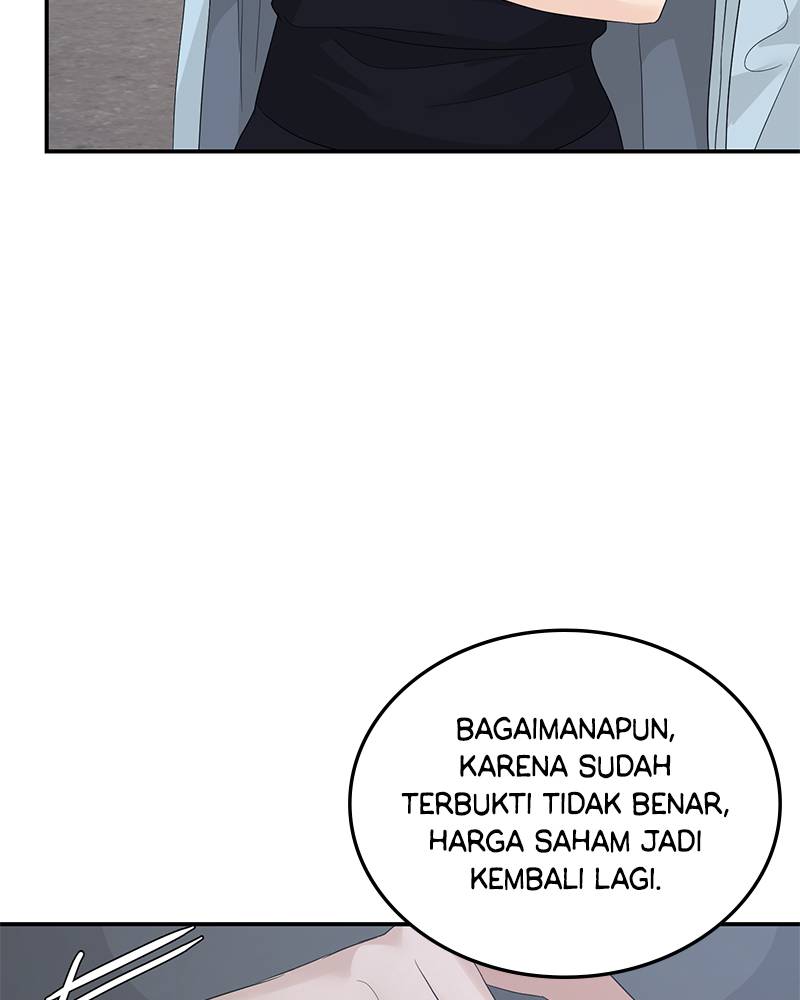 BAGAIMANAPUN,
KARENA SUDAH
TERBUKTI TIDAK BENAR,
HARGA SAHAM JADI
KEMBALI LAGI.